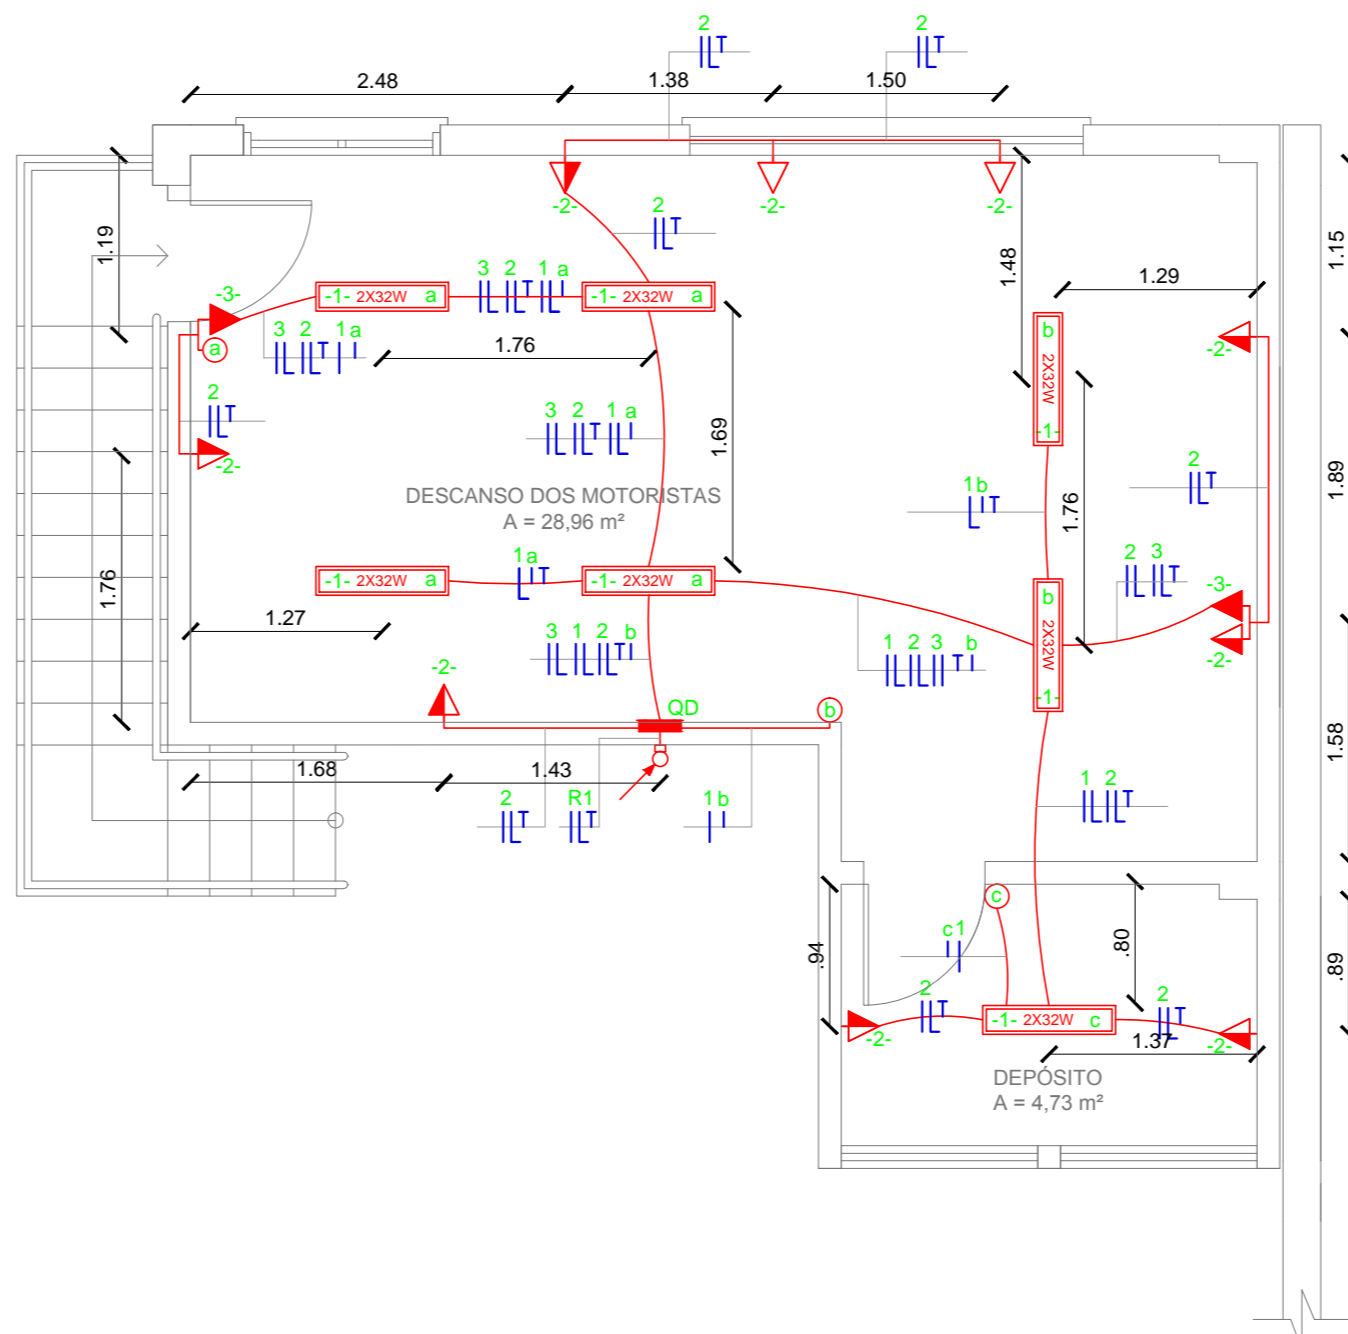 2
2
2.48
1.38
1.50
1.19
-2-
-2-
-2-
2
1.48
1.15
1.29
-3-
-1- 2X32W a
3 2 1 a
-1- 2X32W a
a
3 2 1 a
1.76
b
2X32W
-1-
-2-
2
-2-
3 2 1 a
1.69
1.76
1 b
2
1.89
DESCANSO DOS MOTORISTAS
A = 28,96 m²
1.76
-1- 2X32W a
1 a
-1- 2X32W a
b
2X32W
-1-
2 3
-3-
-2-
1.27
3 1 2 b
1 2 3 b
-2-
QD
b
1.68
1.43
1.58
2
R1
1 b
1 2
c
.94
c 1
.80
.89
2
-2-
-1- 2X32W c
2
-2-
1.37
DEPÓSITO
A = 4,73 m²